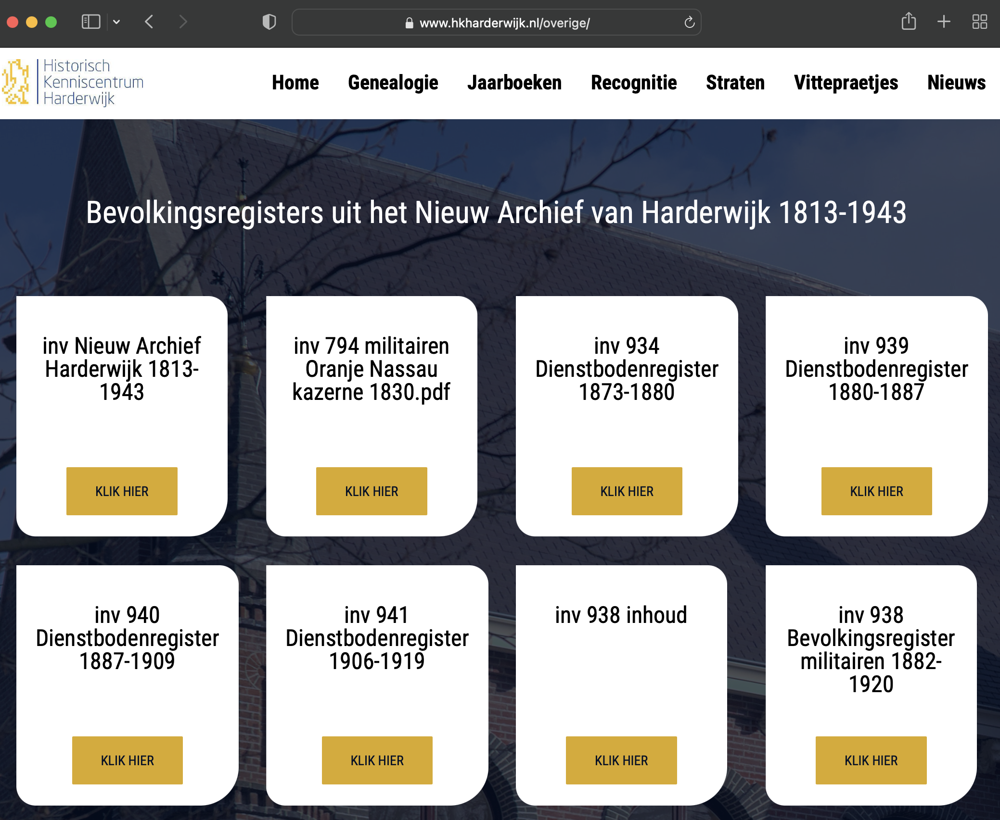 www.hkharderwijk.nl/overige/
Historisch
Kenniscentrum
Harderwijk
Home Genealogie Jaarboeken Recognitie Straten Vittepraetjes Nieuws
Bevolkingsregisters uit het Nieuw Archief van Harderwijk 1813-1943
inv Nieuw Archief
Harderwijk 1813-
1943
KLIK HIER
inv 794 militairen
Oranje Nassau
kazerne 1830.pdf
KLIK HIER
inv 934
Dienstbodenregister
1873-1880
KLIK HIER
inv 939
Dienstbodenregister
1880-1887
KLIK HIER
inv 940
Dienstbodenregister
1887-1909
KLIK HIER
inv 941
Dienstbodenregister
1906-1919
KLIK HIER
inv 938 inhoud
KLIK HIER
inv 938
Bevolkingsregister
militairen 1882-
1920
KLIK HIER